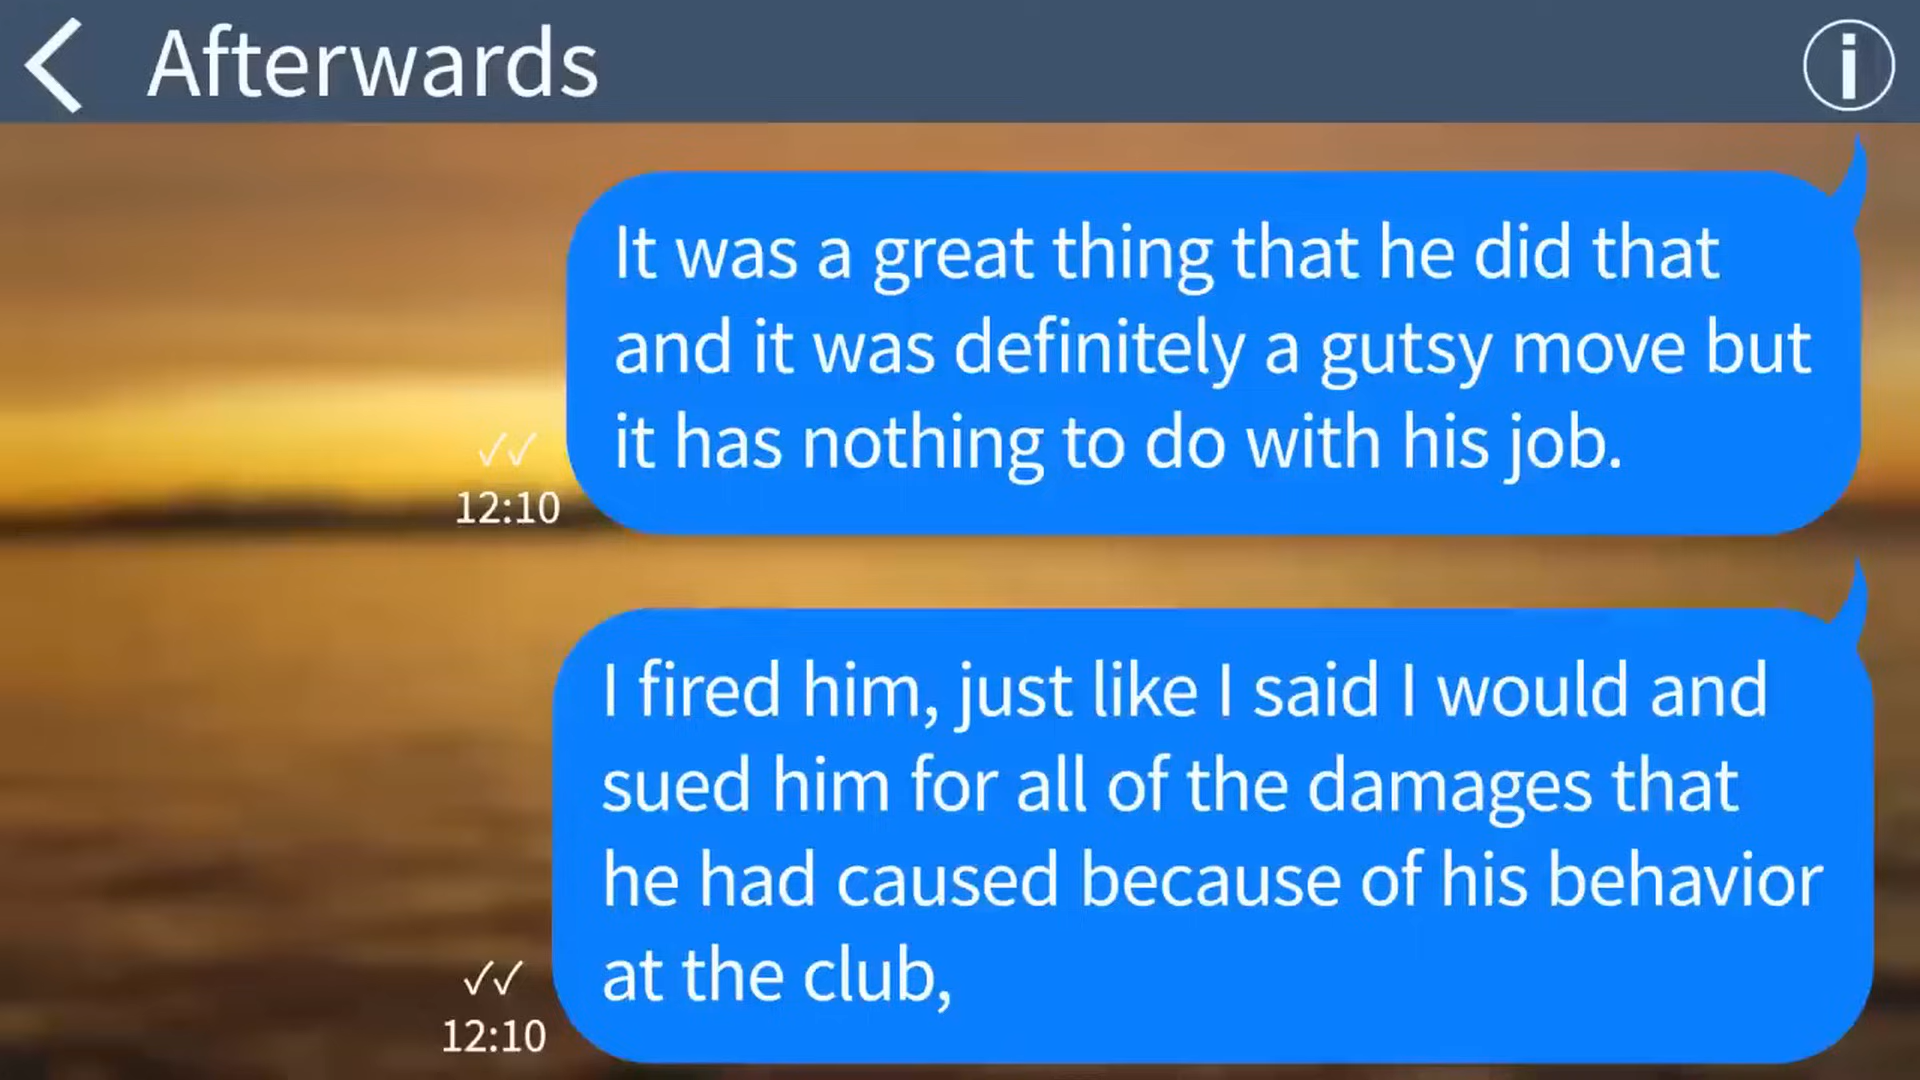 Afterwards
It was a great thing that he did that
and it was definitely a gutsy move but
it has nothing to do with his job.
12:10
I fired him, just like I said I would and
sued him for all of the damages that
he had caused because of his behavior
at the club,
12:10